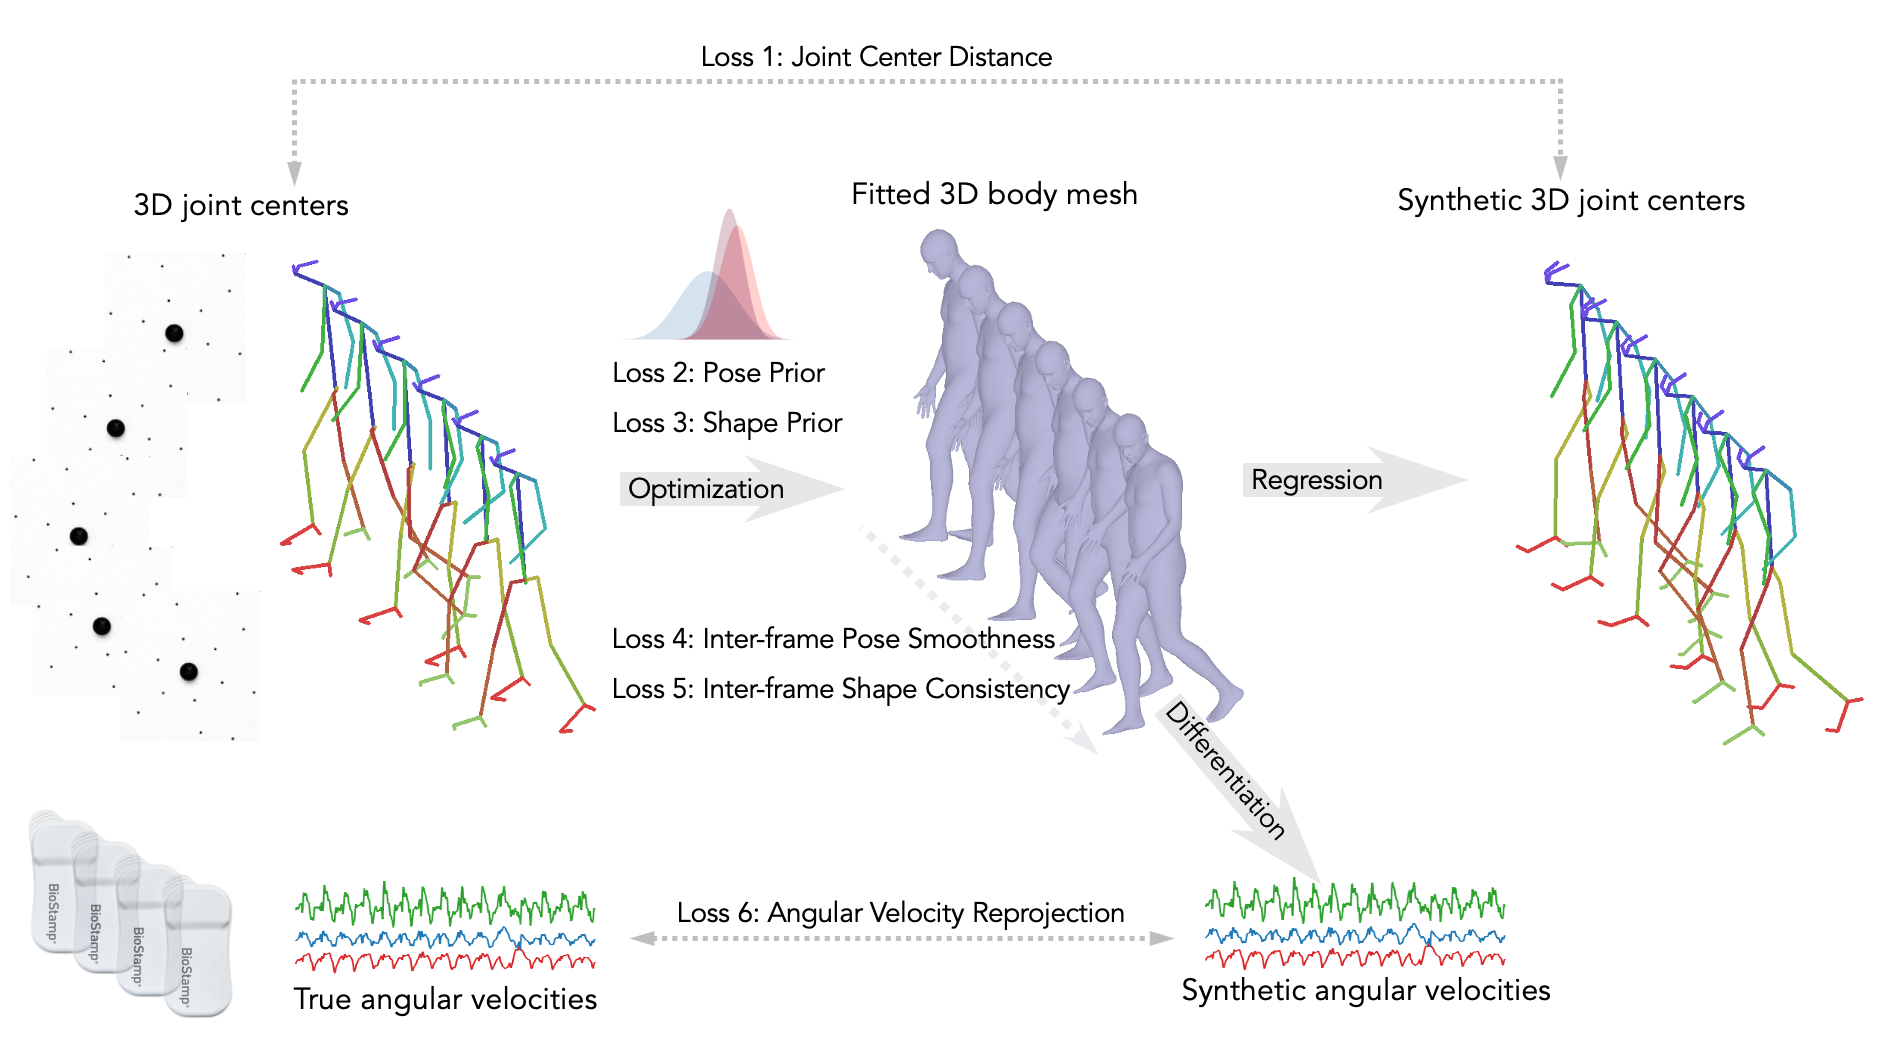 Loss 1: Joint Center Distance
3D joint centers
Fitted 3D body mesh
Synthetic 3D joint centers
Loss 2: Pose Prior
Loss 3: Shape Prior
Optimization
Regression
Loss 4: Inter-frame Pose Smoothness
Loss 5: Inter-frame Shape Consistency
Differentiation
BioStamp
BioStamp
BioStamp
BioStamp
Loss 6: Angular Velocity Reprojection
True angular velocities
Synthetic angular velocities